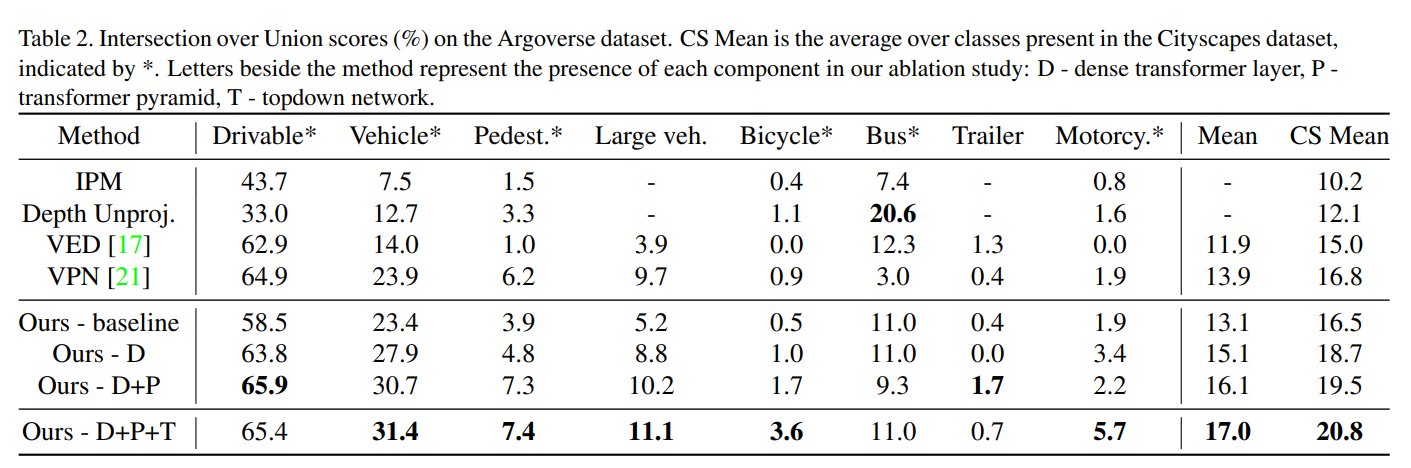 Table 2. Intersection over Union scores (%) on the Argoverse dataset. CS Mean is the average over classes present in the Cityscapes dataset,
indicated by *. Letters beside the method represent the presence of each component in our ablation study: D - dense transformer layer, P -
transformer pyramid, T - topdown network.
Method Drivable* Vehicle* Pedest.* Large veh. Bicycle* Bus* Trailer Motorcy.* Mean CS Mean
IPM 43.7 7.5 1.5 - 0.4 7.4 - 0.8 - 10.2
Depth Unproj. 33.0 12.7 3.3 - 1.1 20.6 - 1.6 - 12.1
VED [17] 62.9 14.0 1.0 3.9 0.0 12.3 1.3 0.0 11.9 15.0
VPN [21] 64.9 23.9 6.2 9.7 0.9 3.0 0.4 1.9 13.9 16.8
Ours - baseline 58.5 23.4 3.9 5.2 0.5 11.0 0.4 1.9 13.1 16.5
Ours - D 63.8 27.9 4.8 8.8 1.0 11.0 0.0 3.4 15.1 18.7
Ours - D+P 65.9 30.7 7.3 10.2 1.7 9.3 1.7 2.2 16.1 19.5
Ours - D+P+T 65.4 31.4 7.4 11.1 3.6 11.0 0.7 5.7 17.0 20.8